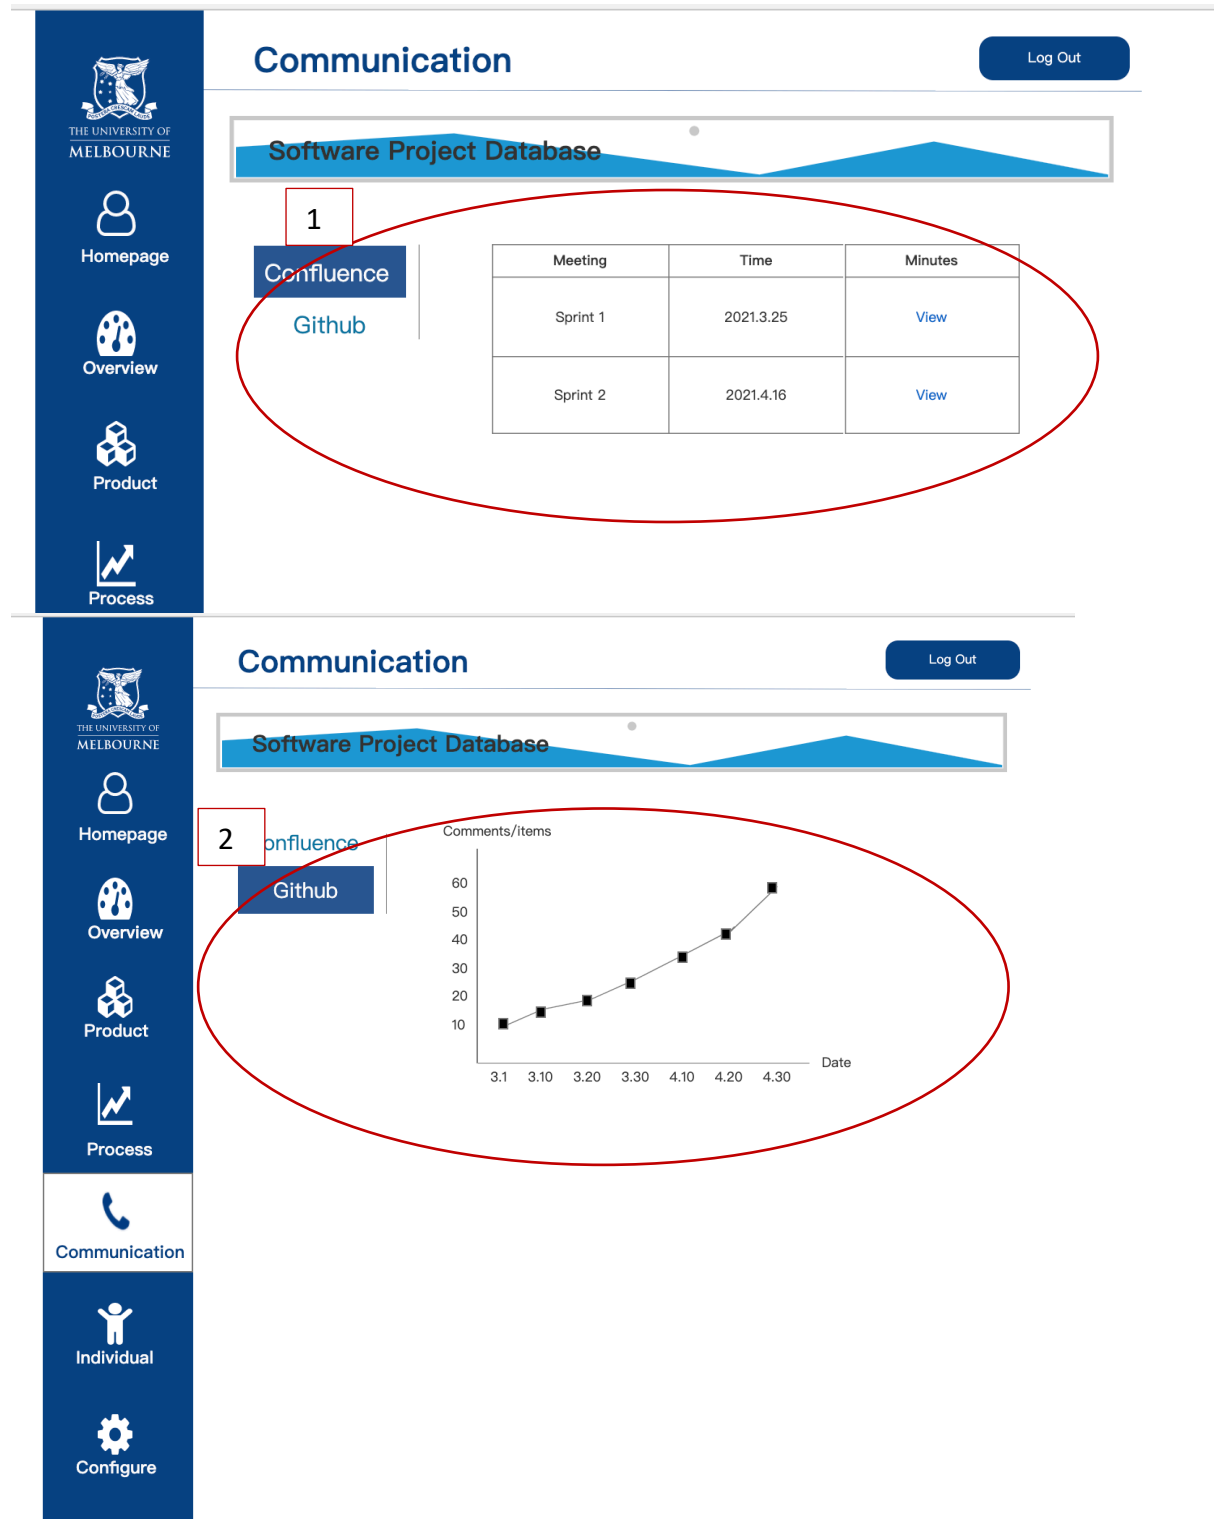 Communication
Log Out
THE UNIVERSITY OF
MELBOURNE
Software Project Database
1
Homepage
Confluence
Github
Meeting Time Minutes
Sprint 1 2021.3.25 View
Sprint 2 2021.4.16 View
Overview
Product
Process
Communication
Log Out
THE UNIVERSITY OF
MELBOURNE
Software Project Database
2
Homepage
onfluence
Github
Comments/items
60
50
40
30
20
10
Date
3.1 3.10 3.20 3.30 4.10 4.20 4.30
Overview
Product
Process
Communication
Individual
Configure